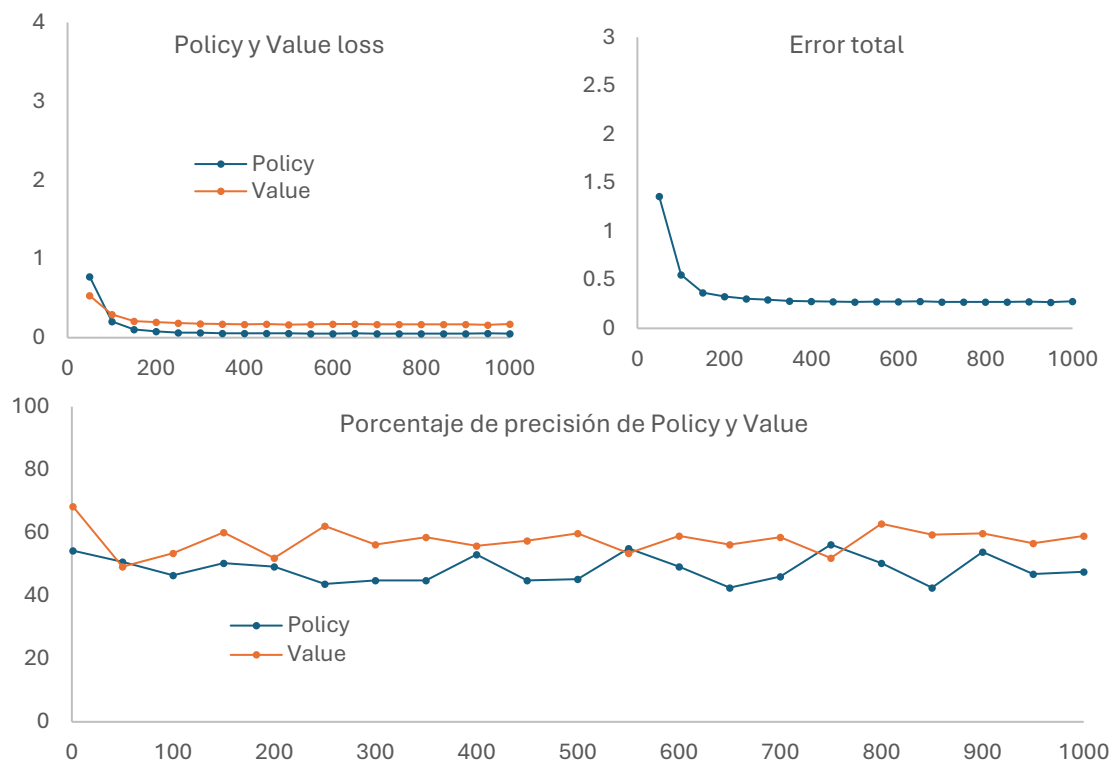 Policy y Value loss
4
3
2
1
0
Policy
Value
0 200 400 600 800 1000
Error total
3
2.5
2
1.5
1
0.5
0
0 200 400 600 800 1000
Porcentaje de precisión de Policy y Value
100
80
60
40
20
0
Policy
Value
0 100 200 300 400 500 600 700 800 900 1000